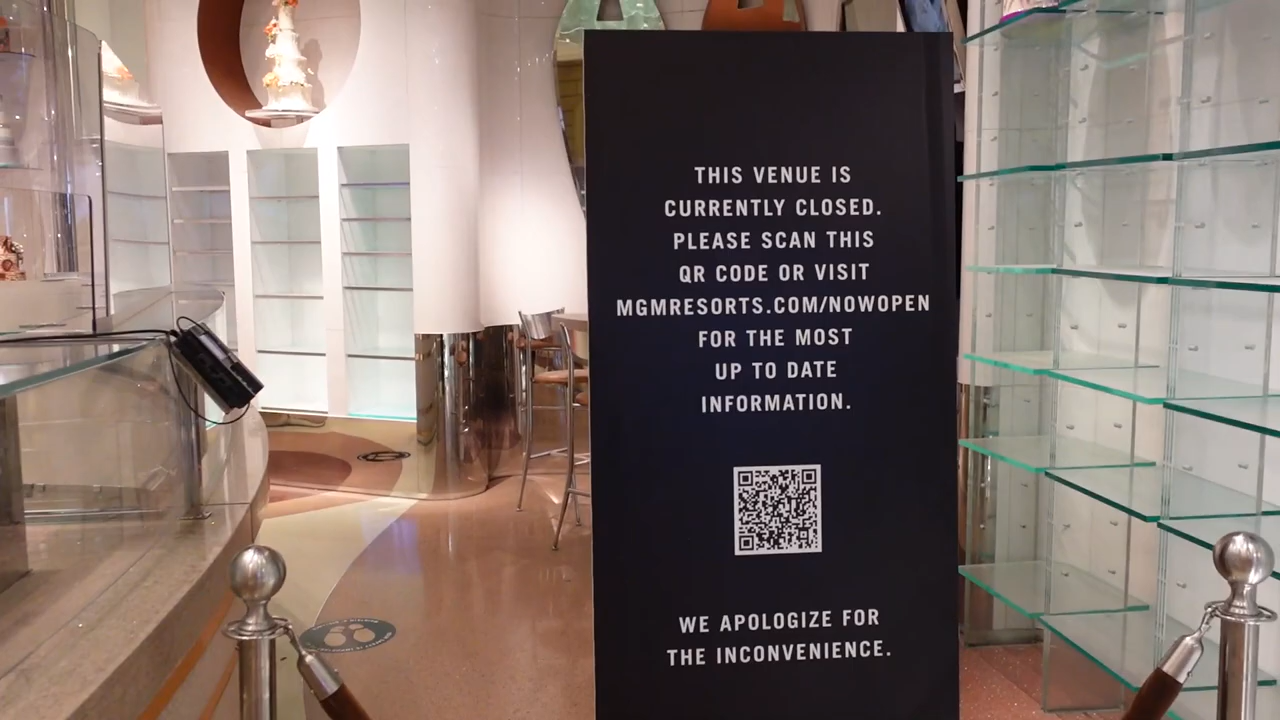 THIS VENUE IS
CURRENTLY CLOSED.
PLEASE SCAN THIS
QR CODE OR VISIT
MGMRESORTS.COM/NOWOPEN
FOR THE MOST
UP TO DATE
INFORMATION.
WE APOLOGIZE FOR
THE INCONVENIENCE.